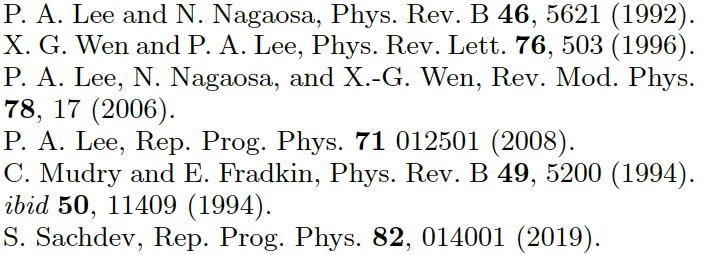 P. A. Lee and N. Nagaosa, Phys. Rev. B 46, 5621 (1992).
X. G. Wen and P. A. Lee, Phys. Rev. Lett. 76, 503 (1996).
P. A. Lee, N. Nagaosa, and X.-G. Wen, Rev. Mod. Phys.
78, 17 (2006).
P. A. Lee, Rep. Prog. Phys. 71 012501 (2008).
C. Mudry and E. Fradkin, Phys. Rev. B 49, 5200 (1994).
ibid 50, 11409 (1994).
S. Sachdev, Rep. Prog. Phys. 82, 014001 (2019).